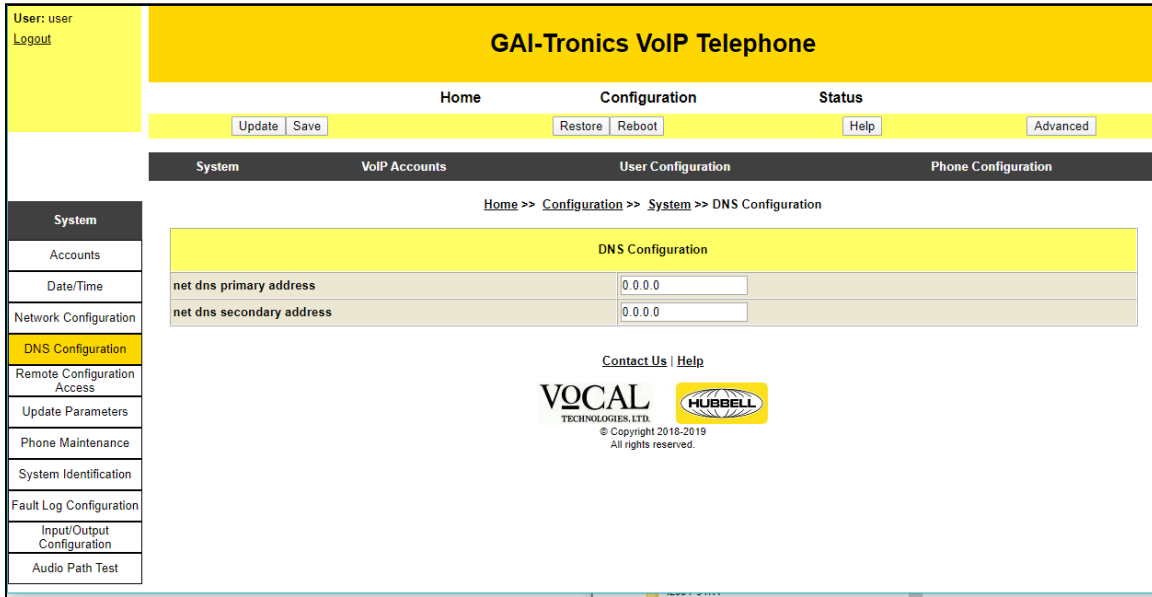 User: user
Logout
GAI-Tronics VoIP Telephone
Home Configuration Status
Update Save Restore Reboot Help Advanced
System VoIP Accounts User Configuration Phone Configuration
Home >> Configuration >> System >> DNS Configuration
System
Accounts
Date/Time
Network Configuration
DNS Configuration
Remote Configuration
Access
Update Parameters
Phone Maintenance
System Identification
Fault Log Configuration
Input/Output
Configuration
Audio Path Test
DNS Configuration
net dns primary address 0.0.0.0
net dns secondary address 0.0.0.0
Contact Us | Help
VOCAL
TECHNOLOGIES, LTD.
HUBBELL
© Copyright 2018-2019
All rights reserved.